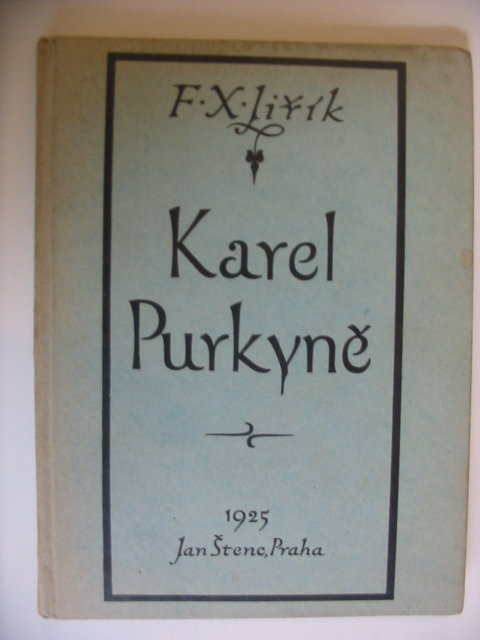 F·X·Jiřík
Karel
Purkyně
1925
Jan Štenc, Praha